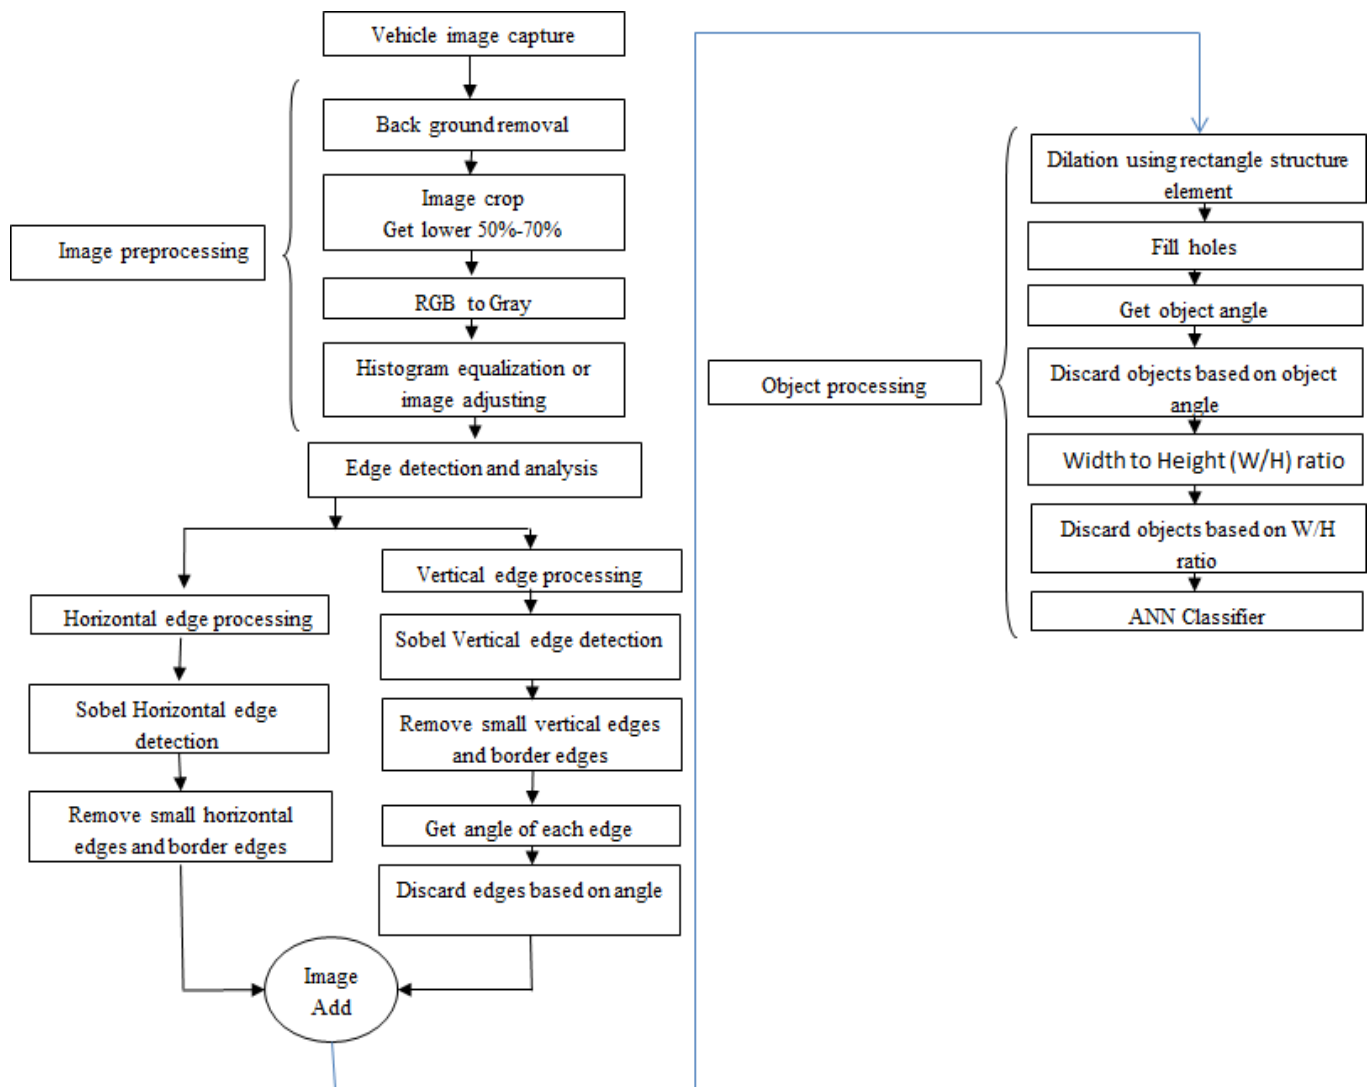 Vehicle image capture
Back ground removal
Image crop
Get lower 50%-70%
Image preprocessing
RGB to Gray
Histogram equalization or
image adjusting
Edge detection and analysis
Horizontal edge processing
Sobel Horizontal edge
detection
Remove small horizontal
edges and border edges
Vertical edge processing
Sobel Vertical edge detection
Remove small vertical edges
and border edges
Get angle of each edge
Discard edges based on angle
Image
Add
Object processing
Dilation using rectangle structure
element
Fill holes
Get object angle
Discard objects based on object
angle
Width to Height (W/H) ratio
Discard objects based on W/H
ratio
ANN Classifier